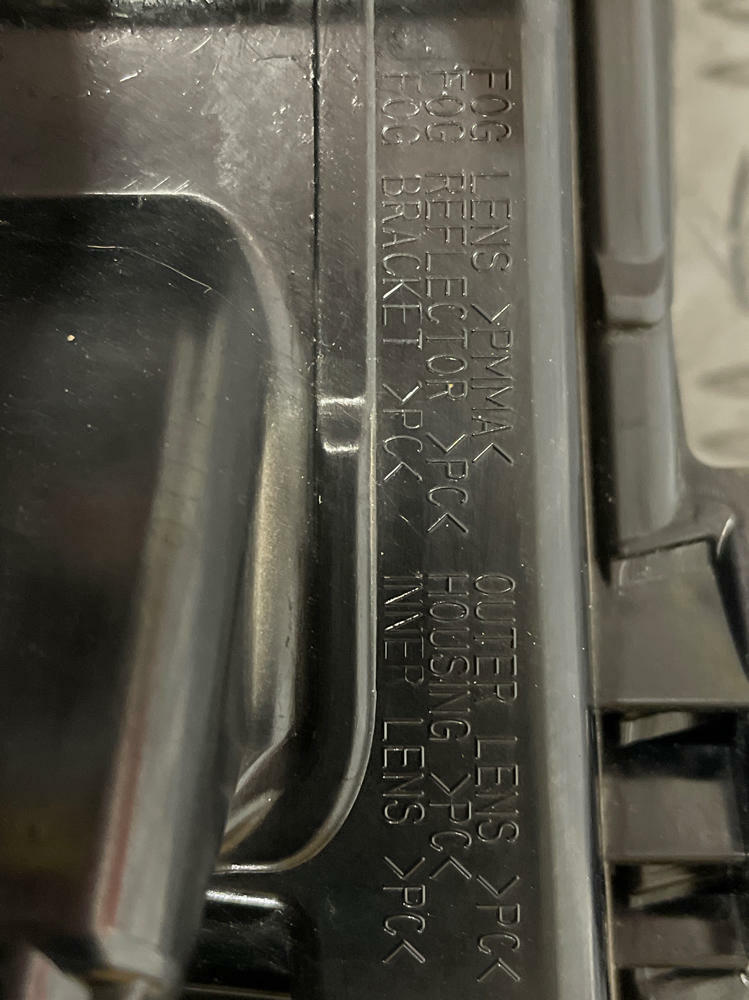 FOG LENS >PMMA<
FOG REFLECTOR >PC<
FOG BRACKET >PC<
OUTER LENS >PC<
HOUSING >PC<
INNER LENS >PC<